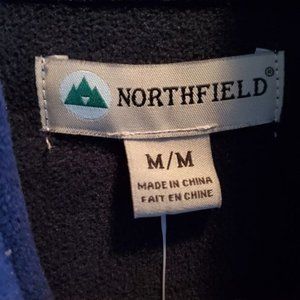 NORTHFIELD®
M/M
MADE IN CHINA
FAIT EN CHINE